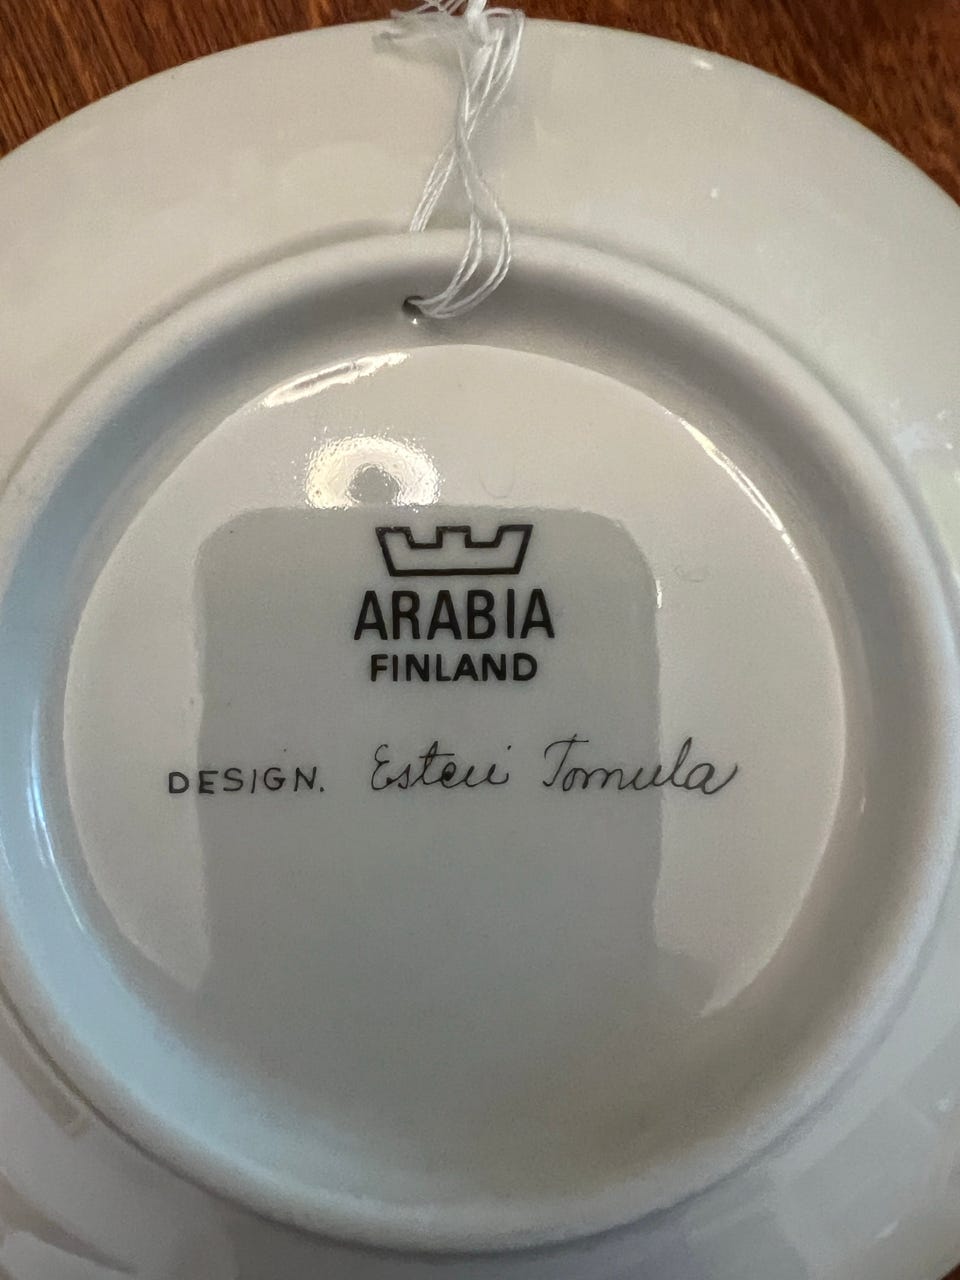 ARABIA
FINLAND
DESIGN. Esteri Tomula